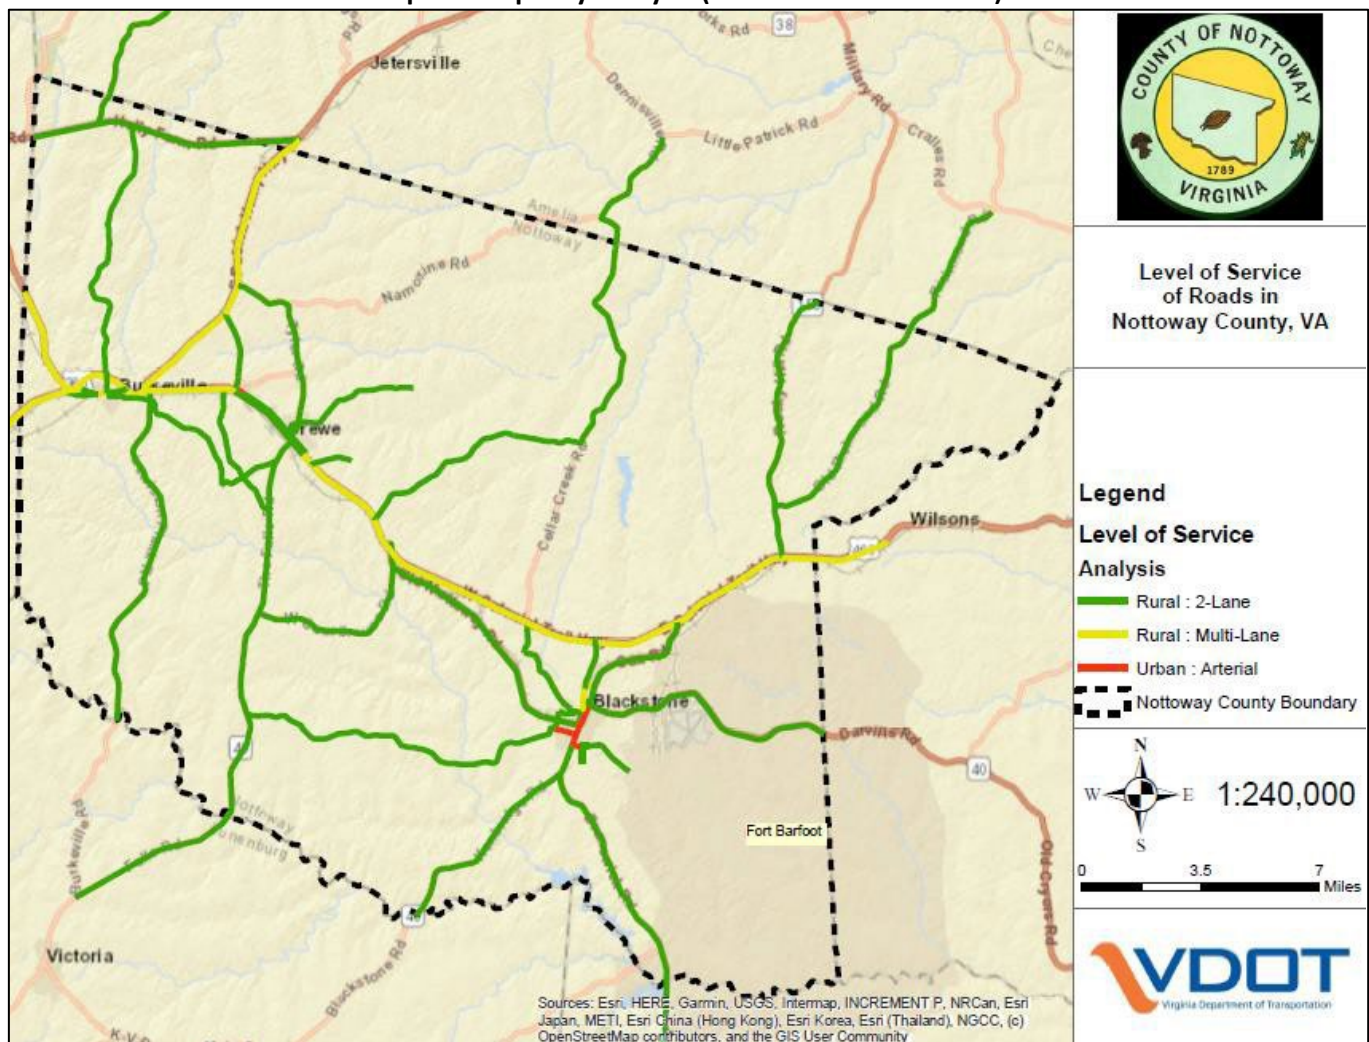 Jetersville
38
Military Rd
Dennisville
Little Patrick Rd
Cralles Rd
Amelia
Nottoway
Namozine Rd
Cellar Creek Rd
Wilsons
Blackstone
Darvills Rd
40
Old Cryers Rd
Fort Barfoot
Nottoway
Burkeville Rd
Victoria
Blackstone Rd
Sources: Esri, HERE, Garmin, USGS, Intermap, INCREMENT P, NRCan, Esri
Japan, METI, Esri China (Hong Kong), Esri Korea, Esri (Thailand), NGCC, (c)
OpenStreetMap contributors, and the GIS User Community
COUNTY OF NOTTOWAY
1789
VIRGINIA
Level of Service
of Roads in
Nottoway County, VA
Legend
Level of Service
Analysis
Rural : 2-Lane
Rural : Multi-Lane
Urban : Arterial
Nottoway County Boundary
N
W E
S
1:240,000
0 3.5 7
Miles
VDOT
Virginia Department of Transportation